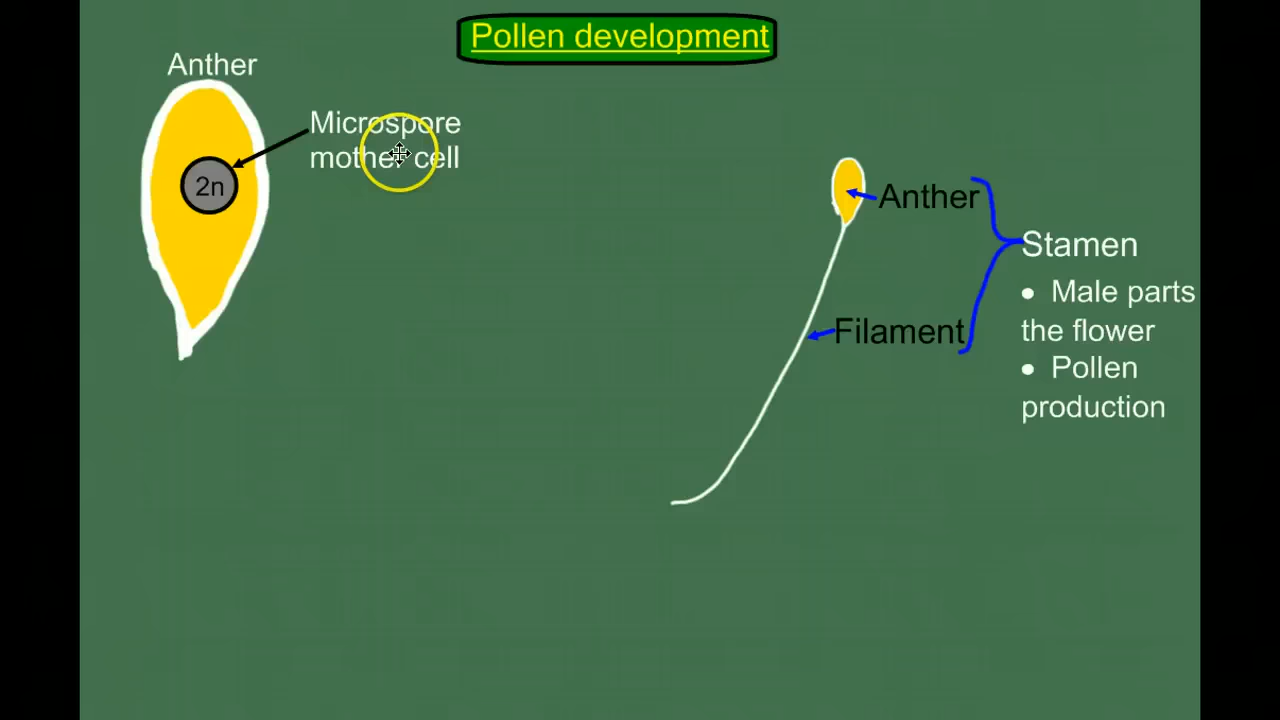 Pollen development
Anther
Microspore
mother cell
2n
Anther
Filament
Stamen
• Male parts
the flower
• Pollen
production